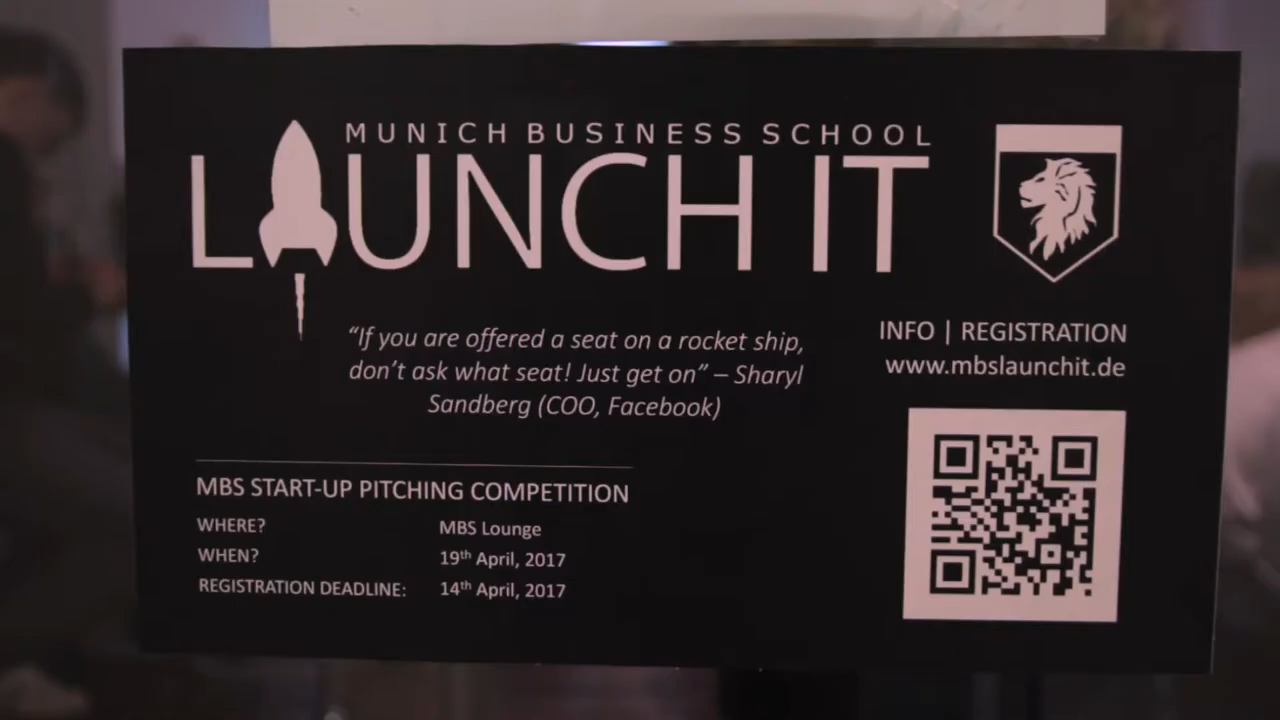 MUNICH BUSINESS SCHOOL
LAUNCH IT
“If you are offered a seat on a rocket ship,
don’t ask what seat! Just get on” – Sharyl
Sandberg (COO, Facebook)
INFO | REGISTRATION
www.mbslaunchit.de
MBS START-UP PITCHING COMPETITION
WHERE? MBS Lounge
WHEN? 19th April, 2017
REGISTRATION DEADLINE: 14th April, 2017